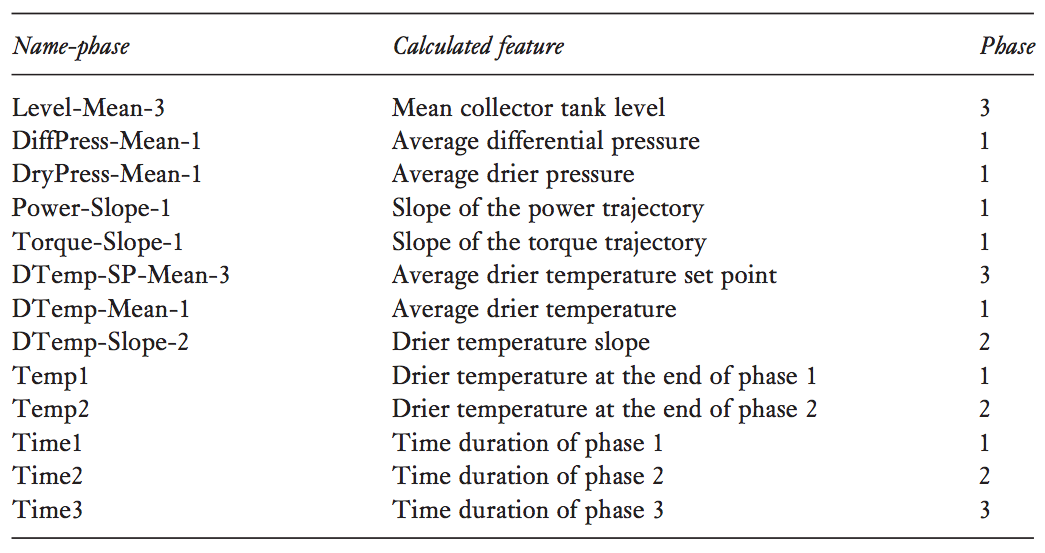 Name-phase Calculated feature Phase
Level-Mean-3 Mean collector tank level 3
DiffPress-Mean-1 Average differential pressure 1
DryPress-Mean-1 Average drier pressure 1
Power-Slope-1 Slope of the power trajectory 1
Torque-Slope-1 Slope of the torque trajectory 1
DTemp-SP-Mean-3 Average drier temperature set point 3
DTemp-Mean-1 Average drier temperature 1
DTemp-Slope-2 Drier temperature slope 2
Temp1 Drier temperature at the end of phase 1 1
Temp2 Drier temperature at the end of phase 2 2
Time1 Time duration of phase 1 1
Time2 Time duration of phase 2 2
Time3 Time duration of phase 3 3